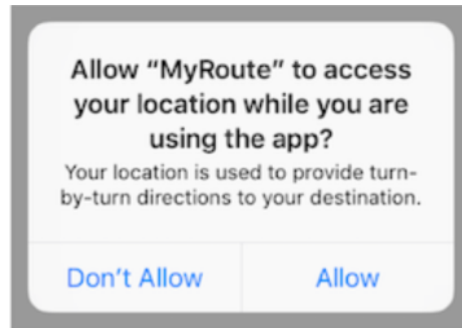 Allow “MyRoute” to access
your location while you are
using the app?
Your location is used to provide turn-
by-turn directions to your destination.
Don’t Allow
Allow